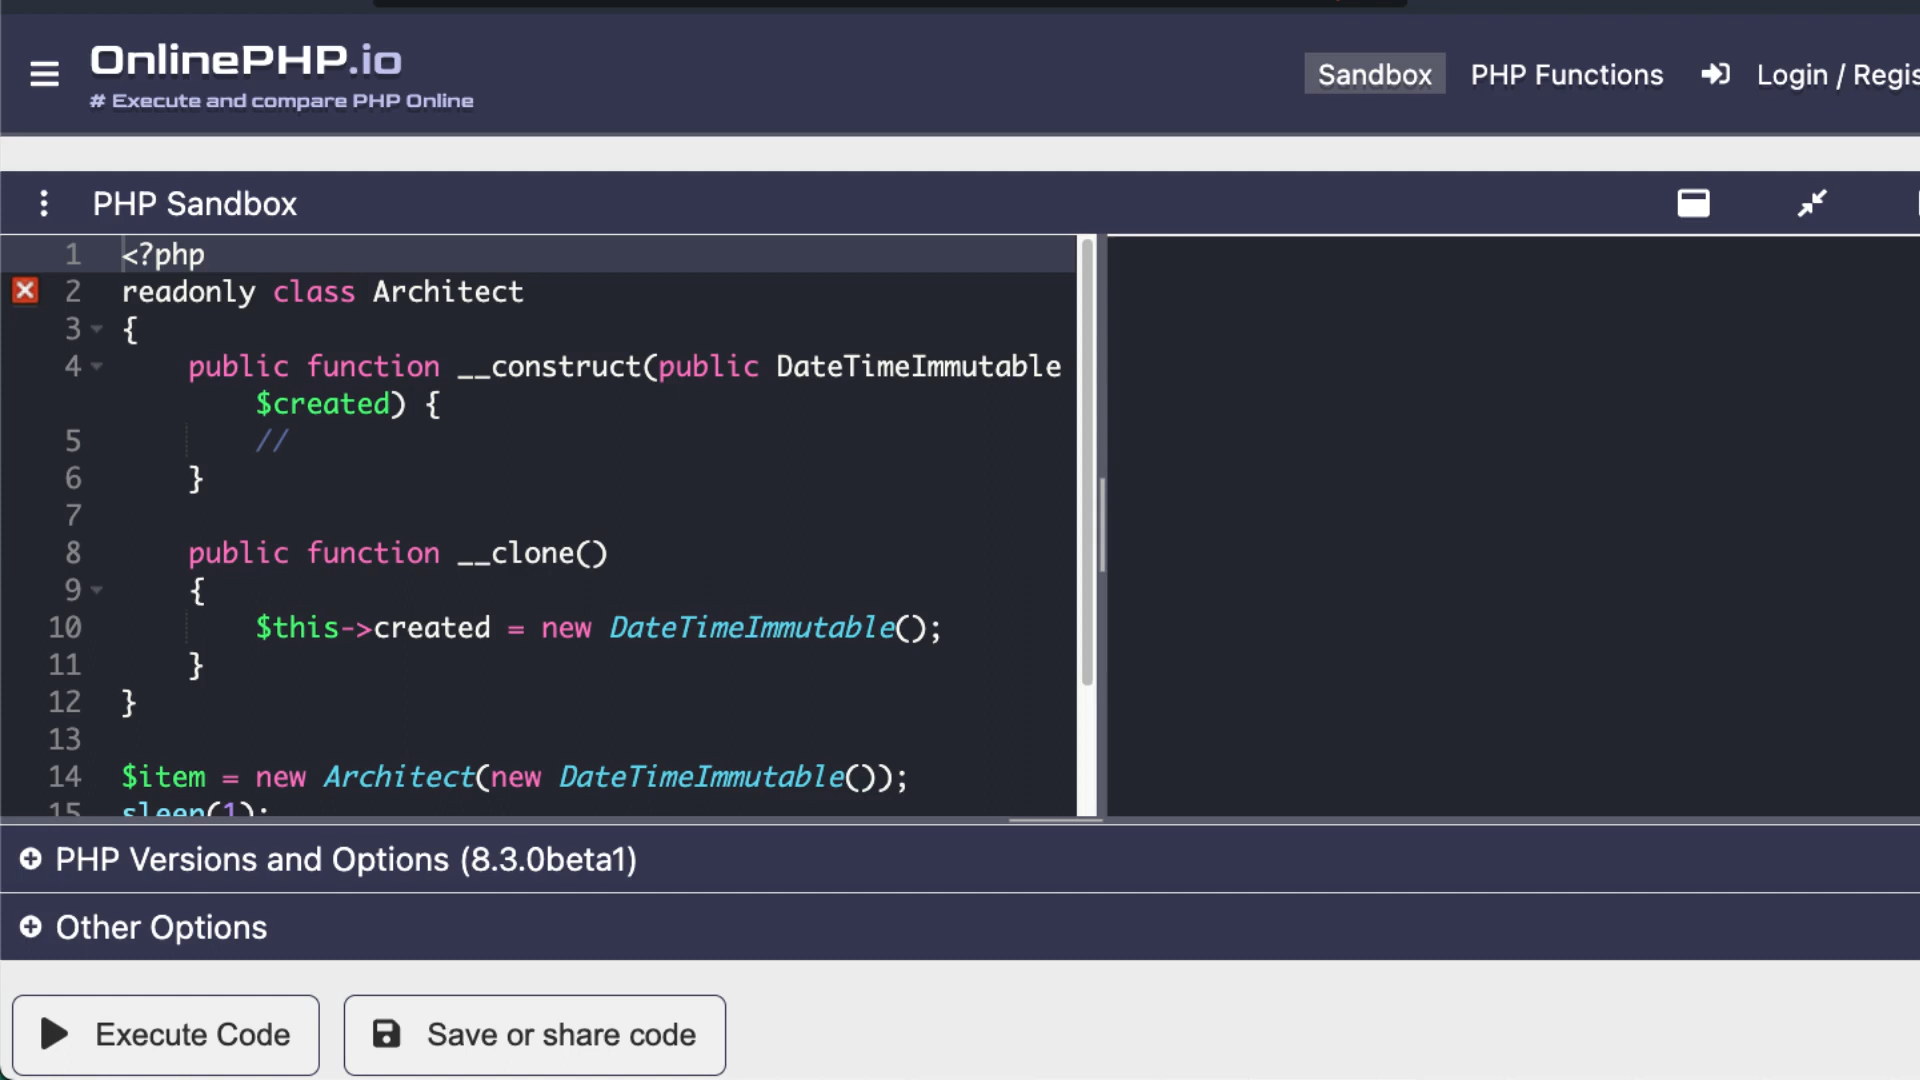 OnlinePHP.io
# Execute and compare PHP Online
Sandbox PHP Functions Login /
PHP Sandbox
1 <?php
2 readonly class Architect
3 {
4 public function __construct(public DateTimeImmutable
$created) {
5 //
6 }
7
8 public function __clone()
9 {
10 $this->created = new DateTimeImmutable();
11 }
12 }
13
14 $item = new Architect(new DateTimeImmutable());
15 sleep(1);
PHP Versions and Options (8.3.0beta1)
Other Options
Execute Code Save or share code